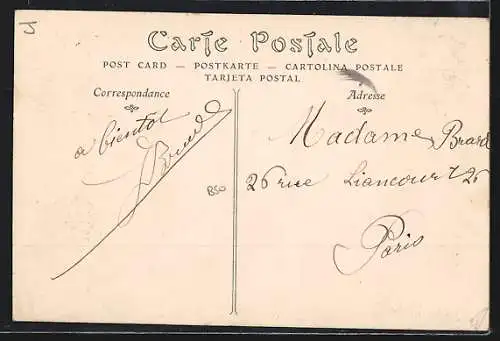 J
Carte Postale
POST CARD — POSTKARTE — CARTOLINA POSTALE
TARJETA POSTAL
Correspondance
a bientot
850
Adresse
Madame Brard
26 rue Liancourt 26
Paris